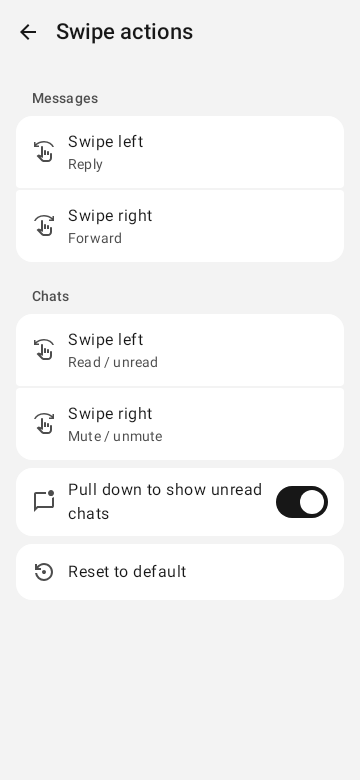 Swipe actions
Messages
Swipe left
Reply
Swipe right
Forward
Chats
Swipe left
Read / unread
Swipe right
Mute / unmute
Pull down to show unread
chats
Reset to default